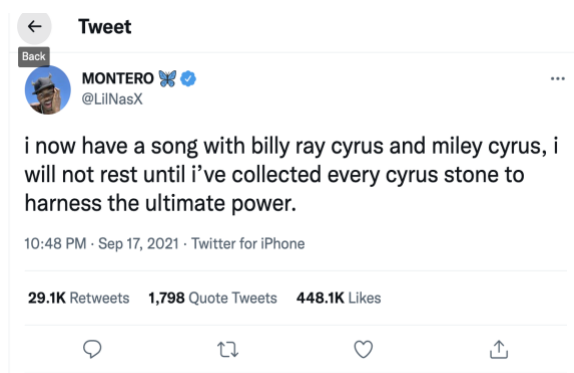 Tweet
Back
MONTERO 🦋
@LilNasX
...
i now have a song with billy ray cyrus and miley cyrus, i
will not rest until i’ve collected every cyrus stone to
harness the ultimate power.
10:48 PM · Sep 17, 2021 · Twitter for iPhone
29.1K Retweets 1,798 Quote Tweets 448.1K Likes